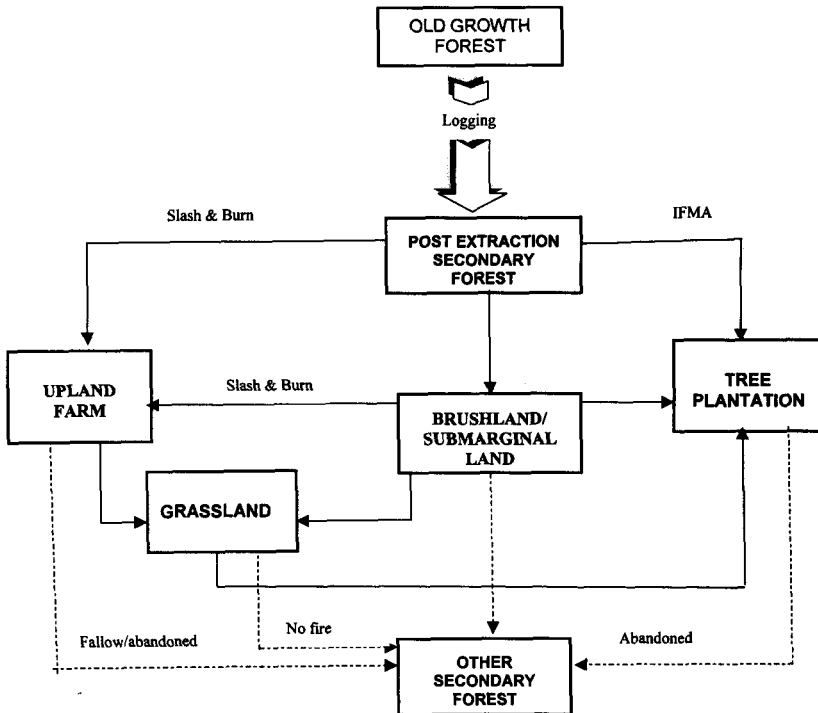 OLD GROWTH
FOREST
Logging
Slash & Burn
IFMA
POST EXTRACTION
SECONDARY
FOREST
UPLAND
FARM
Slash & Burn
BRUSHLAND/
SUBMARGINAL
LAND
TREE
PLANTATION
GRASSLAND
Fallow/abandoned
No fire
Abandoned
OTHER
SECONDARY
FOREST